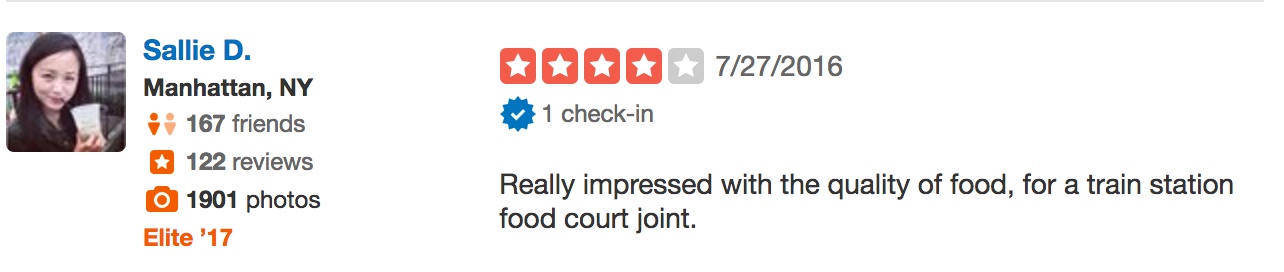 Sallie D.
Manhattan, NY
167 friends
122 reviews
1901 photos
Elite ’17
7/27/2016
1 check-in
Really impressed with the quality of food, for a train station
food court joint.